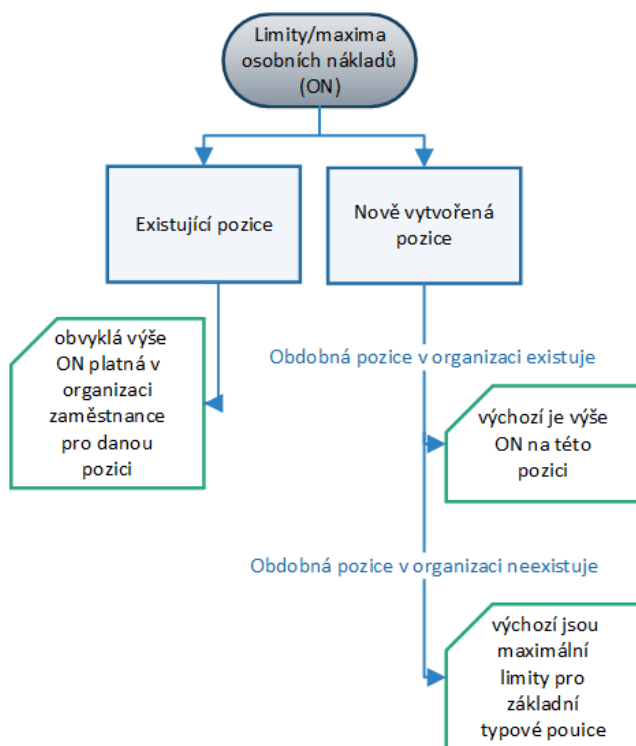 Limity/maxima
osobních nákladů
(ON)
Existující pozice
Nově vytvořená
pozice
obvyklá výše
ON platná v
organizaci
zaměstnance
pro danou
pozici
Obdobná pozice v organizaci existuje
výchozí je výše
ON na této
pozici
Obdobná pozice v organizaci neexistuje
výchozí jsou
maximální
limity pro
základní
typové pouice